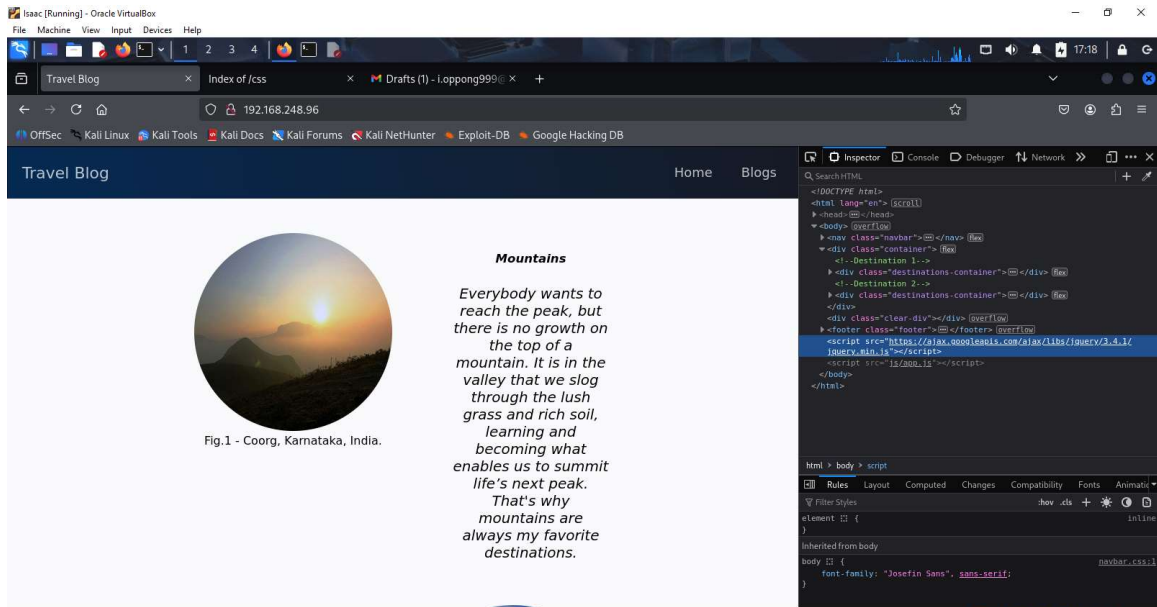 Isaac [Running] - Oracle VirtualBox
File Machine View Input Devices Help
1 2 3 4
17:18
Travel Blog
Index of /css
Drafts (1) - i.oppong999@
192.168.248.96
OffSec Kali Linux Kali Tools Kali Docs Kali Forums Kali NetHunter Exploit-DB Google Hacking DB
Travel Blog
Home Blogs
Mountains
Everybody wants to
reach the peak, but
there is no growth on
the top of a
mountain. It is in the
valley that we slog
through the lush
grass and rich soil,
learning and
becoming what
enables us to summit
life’s next peak.
That's why
mountains are
always my favorite
destinations.
Fig.1 - Coorg, Karnataka, India.
Inspector Console Debugger Network
Search HTML
<!DOCTYPE html>
<html lang="en"> scroll
<head></head>
<body> overflow
<nav class="navbar"></nav> flex
<div class="container"> flex
<!--Destination 1-->
<div class="destinations-container"></div> flex
<!--Destination 2-->
<div class="destinations-container"></div> flex
</div>
<div class="clear-div"></div> overflow
<footer class="footer"></footer> overflow
<script src="https://ajax.googleapis.com/ajax/libs/jquery/3.4.1/
jquery.min.js"></script>
<script src="js/app.js"></script>
</body>
</html>
html > body > script
Rules Layout Computed Changes Compatibility Fonts Animatic
Filter Styles
:hov .cls
element { inline
}
Inherited from body
body { navbar.css:1
font-family: "Josefin Sans", sans-serif;
}